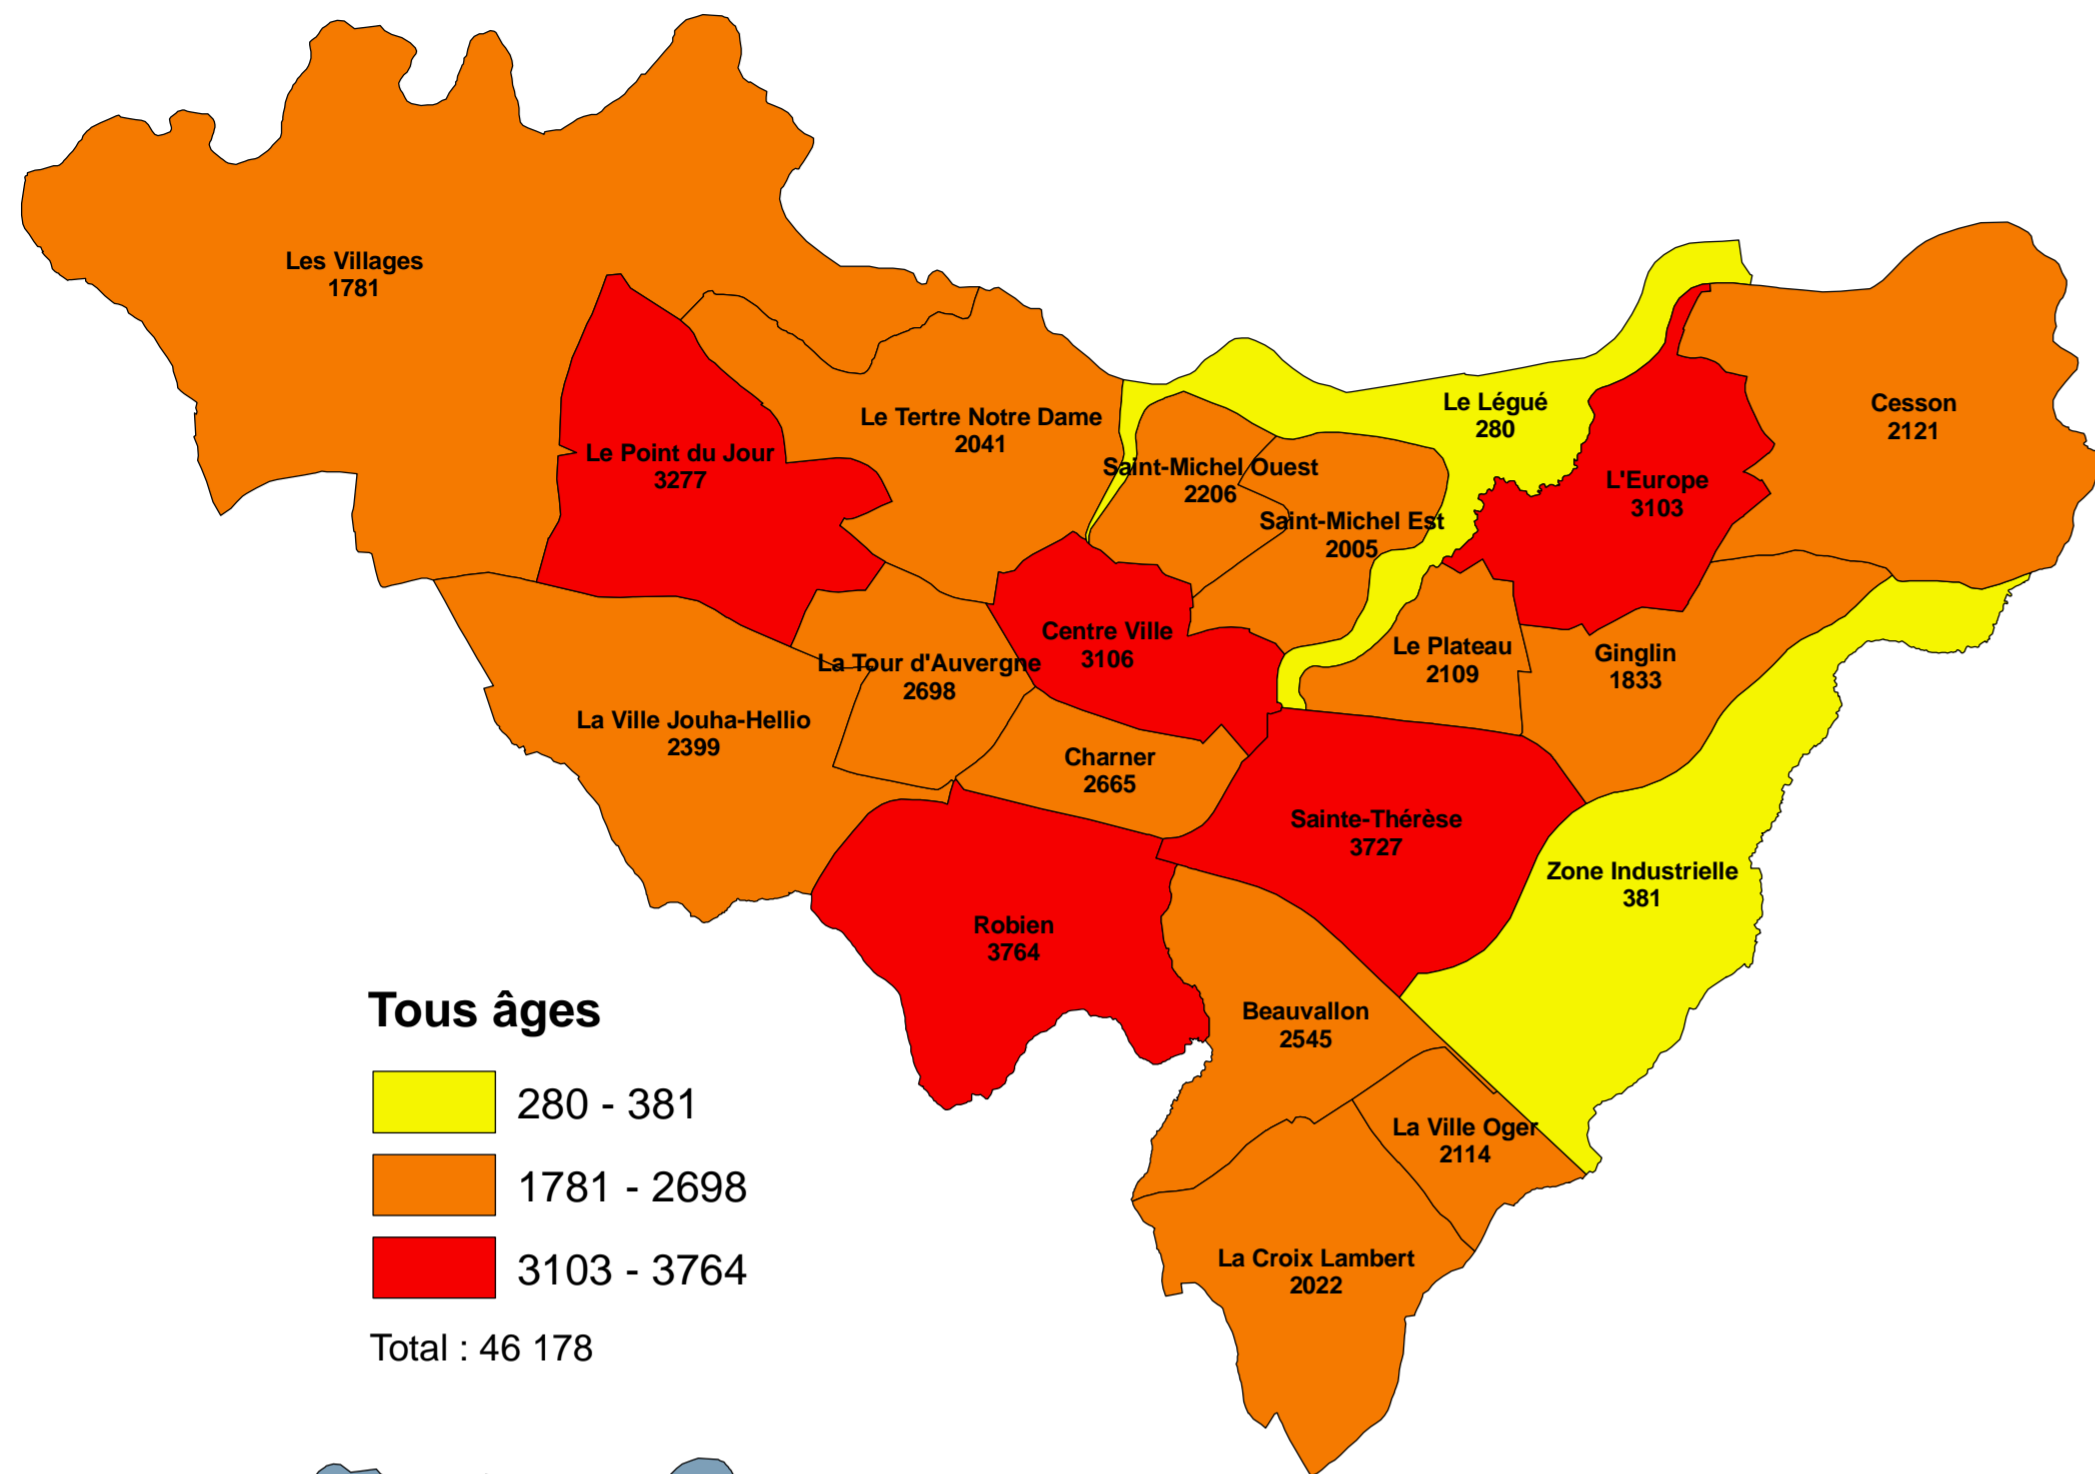 Les Villages
1781
Le Point du Jour
3277
Le Tertre Notre Dame
2041
Saint-Michel Ouest
2206
Saint-Michel Est
2005
Le Légué
280
L'Europe
3103
Cesson
2121
Centre Ville
3106
La Tour d'Auvergne
2698
Le Plateau
2109
Ginglin
1833
La Ville Jouha-Hellio
2399
Charner
2665
Sainte-Thérèse
3727
Zone Industrielle
381
Robien
3764
Beauvallon
2545
La Ville Oger
2114
La Croix Lambert
2022
Tous âges
280 - 381
1781 - 2698
3103 - 3764
Total : 46 178